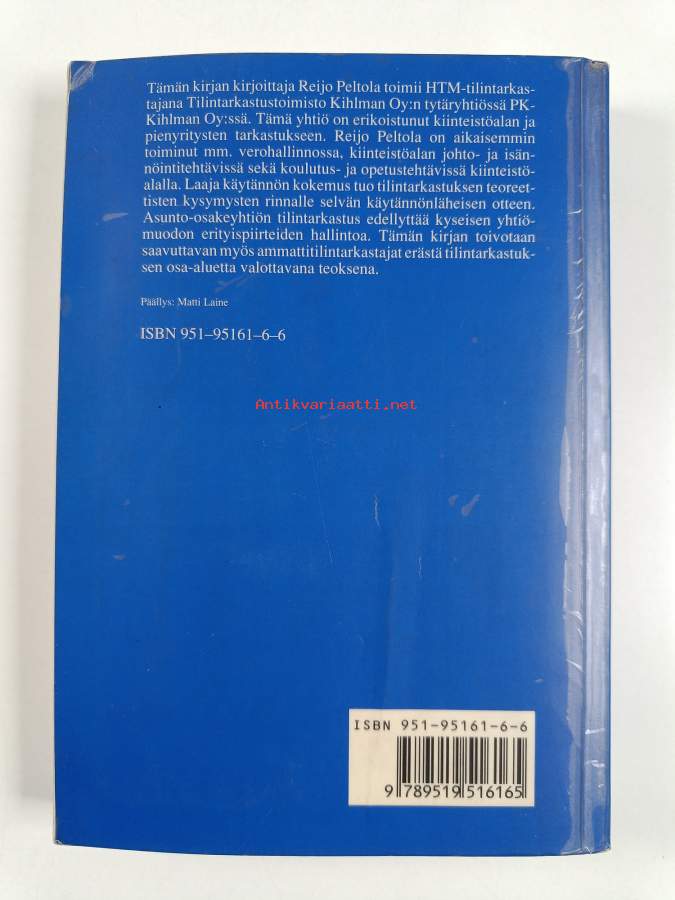 Tämän kirjan kirjoittaja Reijo Peltola toimii HTM-tilintarkas-
tajana Tilintarkastustoimisto Kihlman Oy:n tytäryhtiössä PK-
Kihlman Oy:ssä. Tämä yhtiö on erikoistunut kiinteistöalan ja
pienyritysten tarkastukseen. Reijo Peltola on aikaisemmin
toiminut mm. verohallinnossa, kiinteistöalan johto- ja isän-
nöintitehtävissä sekä koulutus- ja opetustehtävissä kiinteistö-
alalla. Laaja käytännön kokemus tuo tilintarkastuksen teoreet-
tisten kysymysten rinnalle selvän käytännönläheisen otteen.
Asunto-osakeyhtiön tilintarkastus edellyttää kyseisen yhtiö-
muodon erityispiirteiden hallintoa. Tämän kirjan toivotaan
saavuttavan myös ammattitilintarkastajat erästä tilintarkastuk-
sen osa-aluetta valottavana teoksena.
Päällys: Matti Laine
ISBN 951–95161–6–6
Antikvariaatti.net
ISBN 951-95161-6-6
9 789519 516165